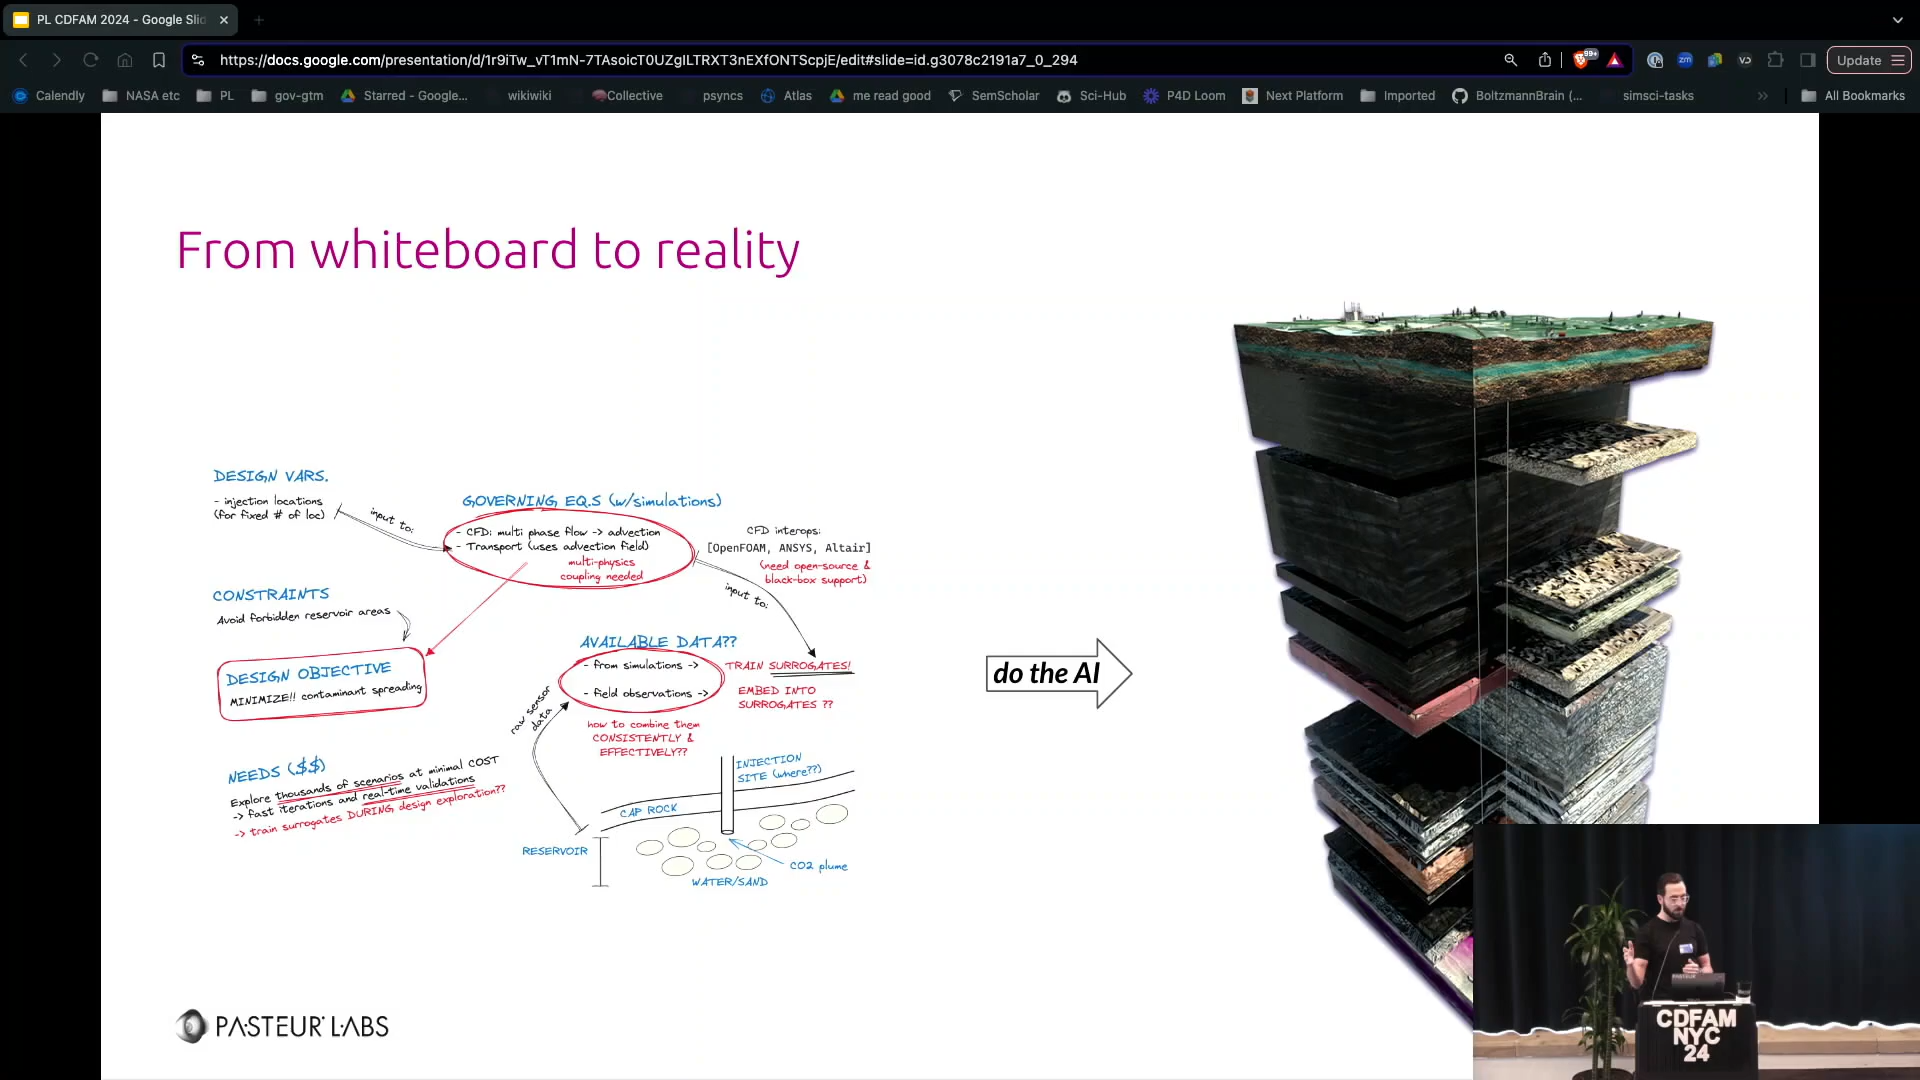 PL CDFAM 2024 - Google Slid
https://docs.google.com/presentation/d/1r9iTw_vT1mN-7TAsoicT0UZgILTRXT3nEXfONTScpjE/edit#slide=id.g3078c2191a7_0_294
99+
zm
Update
Calendly
NASA etc
PL
gov-gtm
Starred - Google...
wikiwiki
Collective
psyncs
Atlas
me read good
SemScholar
Sci-Hub
P4D Loom
Next Platform
Imported
BoltzmannBrain (...
simsci-tasks
All Bookmarks
From whiteboard to reality
DESIGN VARS.
- injection locations
(for fixed # of loc)
input to:
GOVERNING EQ.S (w/simulations)
- CFD: multi phase flow -> advection
- Transport (uses advection field)
multi-physics
coupling needed
CFD interops:
[OpenFOAM, ANSYS, Altair]
(need open-source &
black-box support)
input to:
CONSTRAINTS
Avoid forbidden reservoir areas
DESIGN OBJECTIVE
MINIMIZE!! contaminant spreading
AVAILABLE DATA??
- from simulations ->
TRAIN SURROGATES!
- field observations ->
EMBED INTO
SURROGATES ??
raw sensor
data
how to combine them
CONSISTENTLY &
EFFECTIVELY??
NEEDS ($$)
Explore thousands of scenarios at minimal COST
-> fast iterations and real-time validations
-> train surrogates DURING design exploration??
INJECTION
SITE (where??)
CAP ROCK
RESERVOIR
CO2 plume
WATER/SAND
do the AI
PASTEUR LABS
PASTEUR
CDFAM
NYC
24